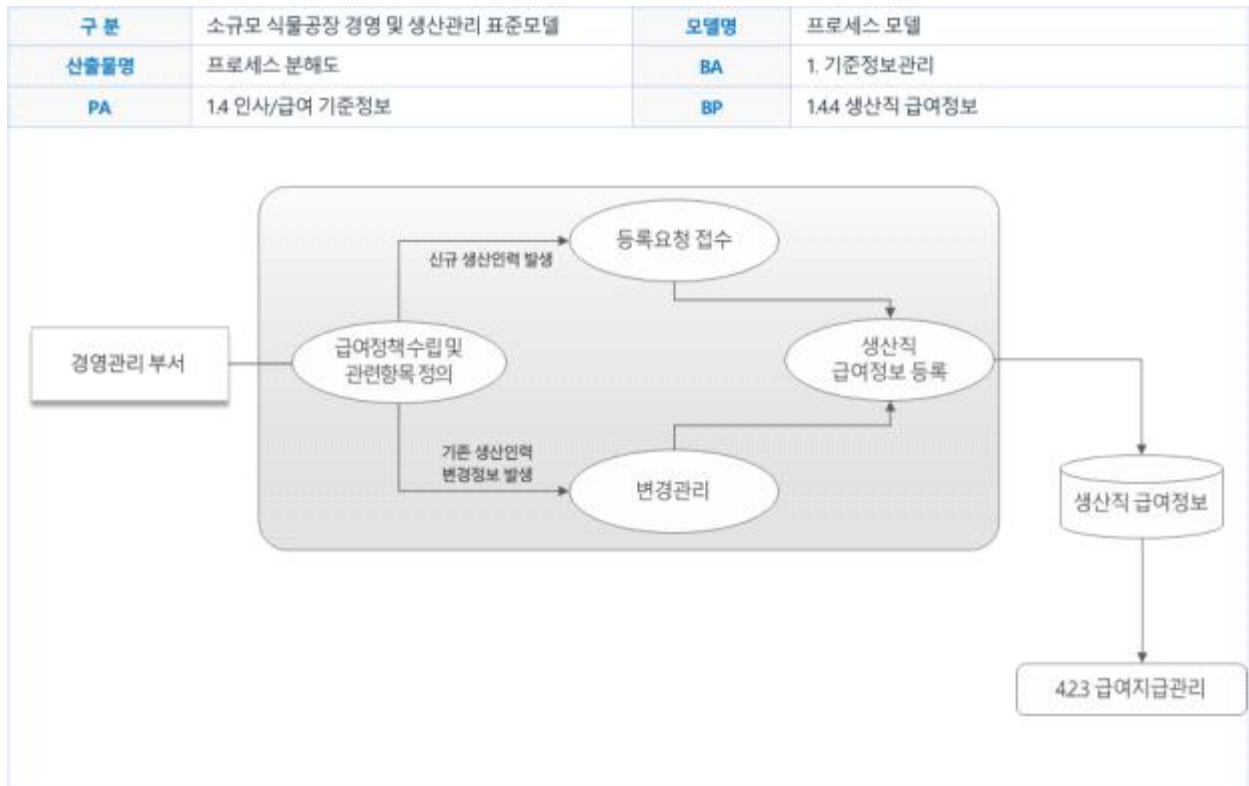 구 분 소규모 식물공장 경영 및 생산관리 표준모델 모델명 프로세스 모델
산출물명 프로세스 분해도 BA 1. 기준정보관리
PA 1.4 인사/급여 기준정보 BP 1.4.4 생산직 급여정보
등록요청 접수
신규 생산인력 발생
경영관리 부서
급여정책 수립 및
관련항목 정의
생산직
급여정보 등록
기존 생산인력
변경정보 발생
변경관리
생산직 급여정보
4.2.3 급여지급관리